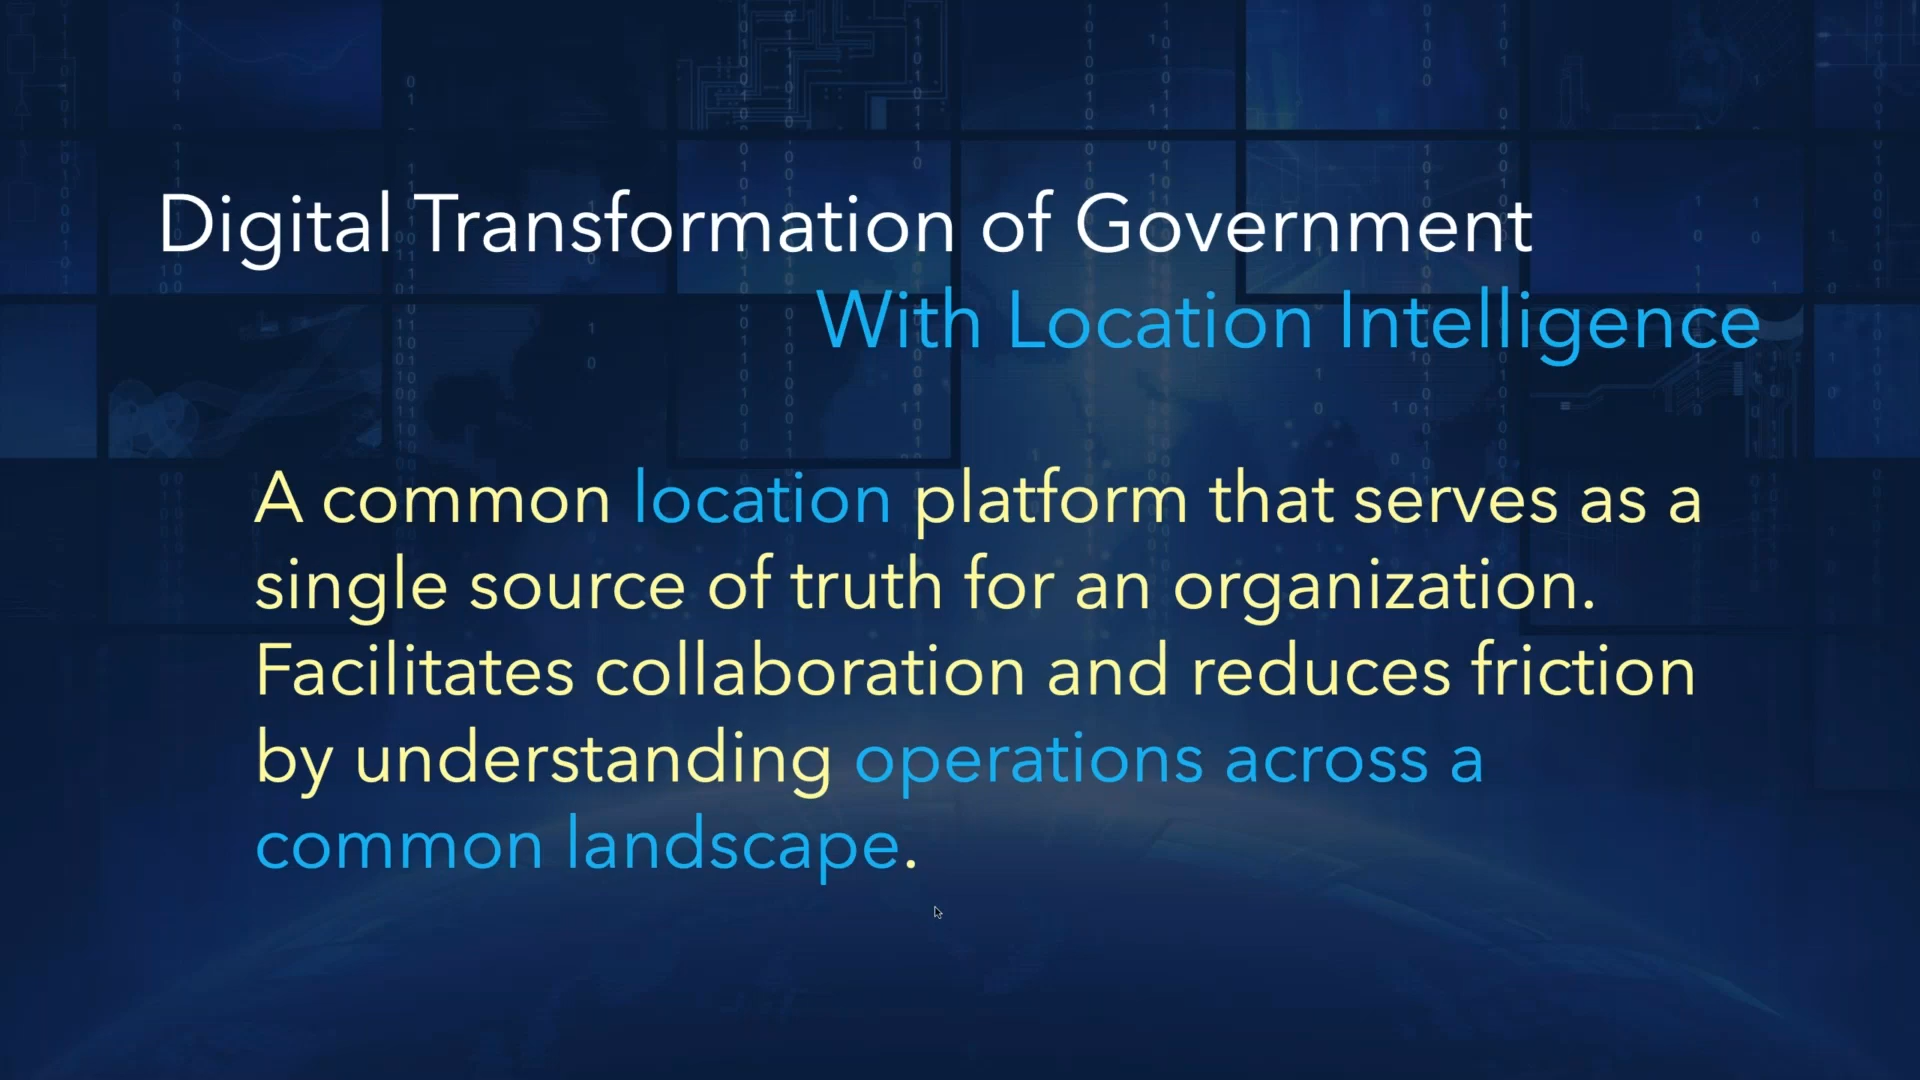 Digital Transformation of Government
With Location Intelligence
A common location platform that serves as a
single source of truth for an organization.
Facilitates collaboration and reduces friction
by understanding operations across a
common landscape.